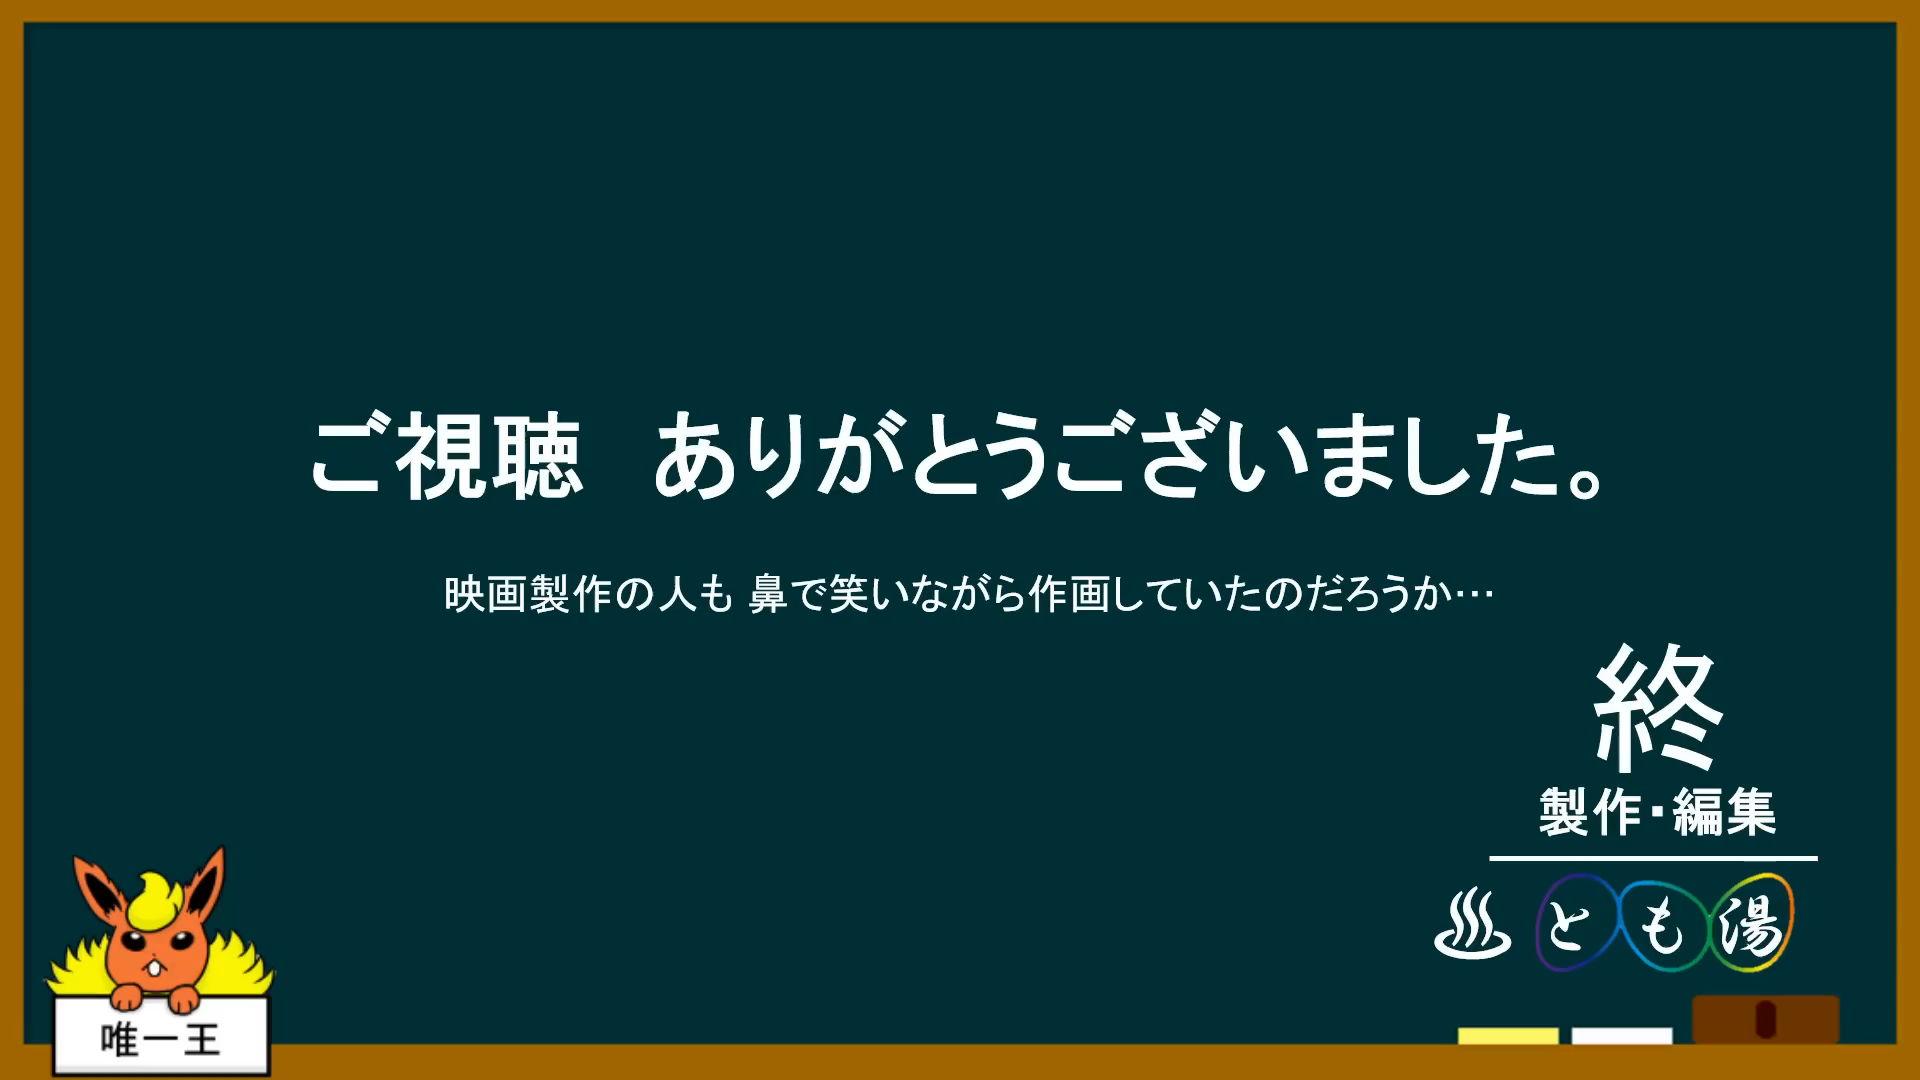 ご視聴　ありがとうございました。
映画製作の人も 鼻で笑いながら作画していたのだろうか…
終
製作・編集
♨ とも湯
唯一王